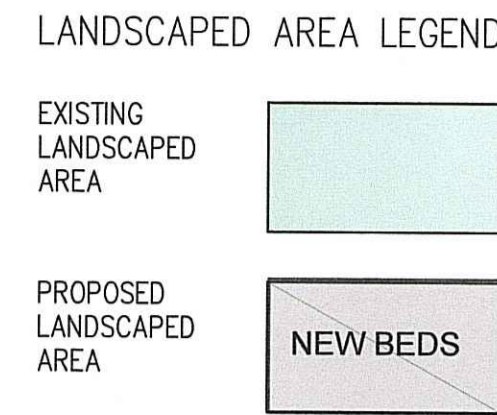 LANDSCAPED AREA LEGEND
EXISTING
LANDSCAPED
AREA
PROPOSED
LANDSCAPED
AREA
NEW BEDS